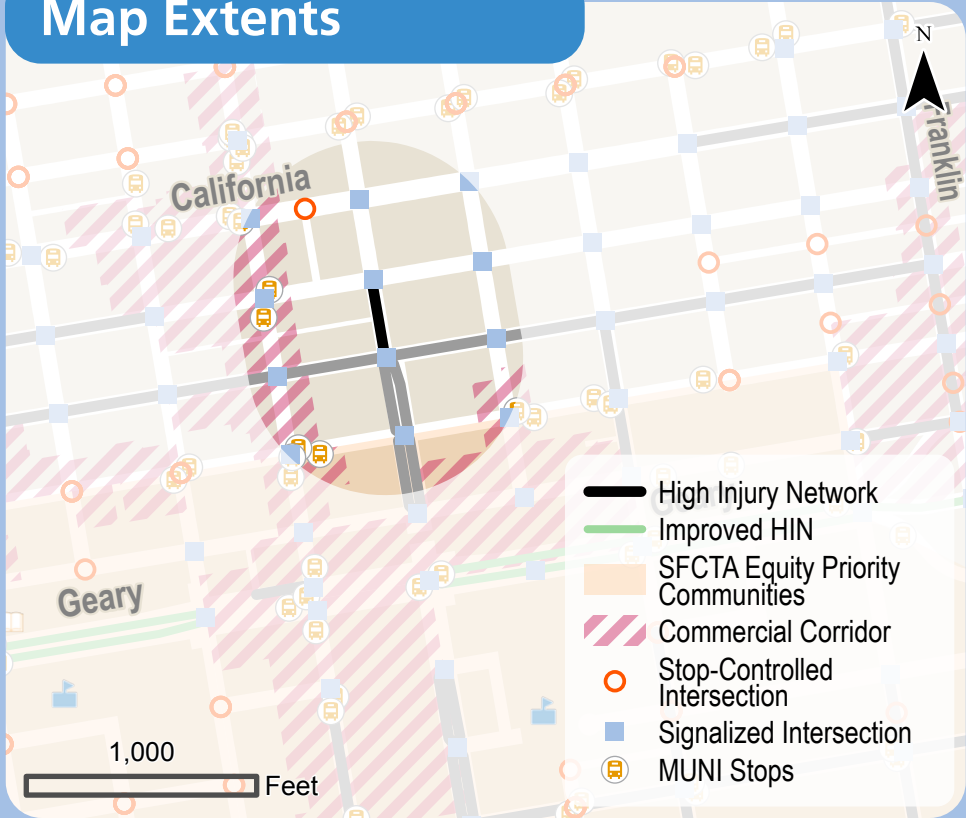 Map Extents
N
Franklin
California
Geary
Geary
High Injury Network
Improved HIN
SFCTA Equity Priority
Communities
Commercial Corridor
Stop-Controlled
Intersection
Signalized Intersection
MUNI Stops
1,000
Feet